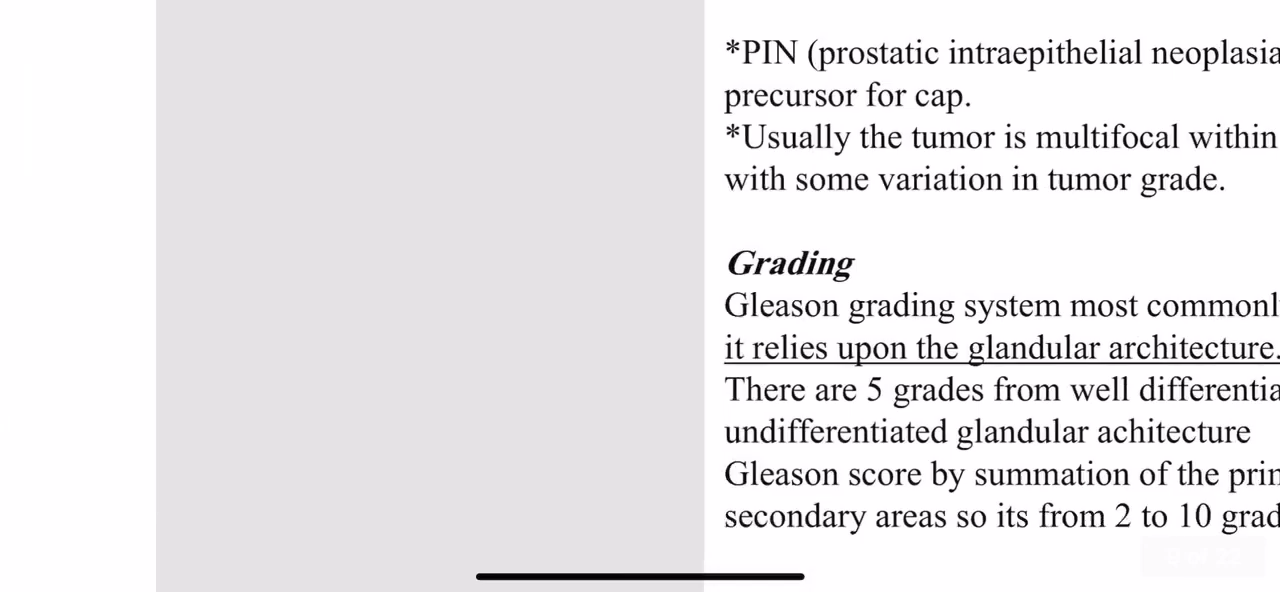 *PIN (prostatic intraepithelial neoplasia
precursor for cap.
*Usually the tumor is multifocal within
with some variation in tumor grade.
Grading
Gleason grading system most commonl
it relies upon the glandular architecture.
There are 5 grades from well differentia
undifferentiated glandular achitecture
Gleason score by summation of the prin
secondary areas so its from 2 to 10 grad